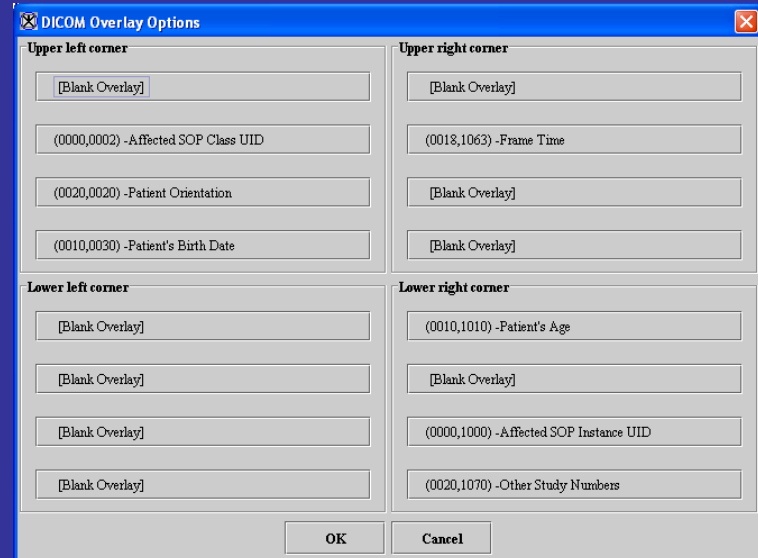 DICOM Overlay Options
Upper left corner
[Blank Overlay]
(0000,0002) -Affected SOP Class UID
(0020,0020) -Patient Orientation
(0010,0030) -Patient's Birth Date
Upper right corner
[Blank Overlay]
(0018,1063) -Frame Time
[Blank Overlay]
[Blank Overlay]
Lower left corner
[Blank Overlay]
[Blank Overlay]
[Blank Overlay]
[Blank Overlay]
Lower right corner
(0010,1010) -Patient's Age
[Blank Overlay]
(0000,1000) -Affected SOP Instance UID
(0020,1070) -Other Study Numbers
OK
Cancel